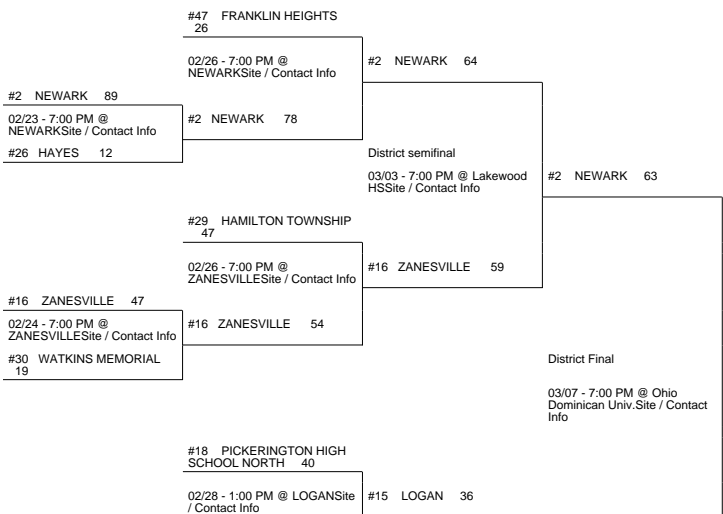 #47 FRANKLIN HEIGHTS
26
02/26 - 7:00 PM @
NEWARKSite / Contact Info
#2 NEWARK 64
#2 NEWARK 89
02/23 - 7:00 PM @
NEWARKSite / Contact Info
#2 NEWARK 78
#26 HAYES 12
District semifinal
03/03 - 7:00 PM @ Lakewood
HSSite / Contact Info
#2 NEWARK 63
#29 HAMILTON TOWNSHIP
47
02/26 - 7:00 PM @
ZANESVILLESite / Contact Info
#16 ZANESVILLE 59
#16 ZANESVILLE 47
02/24 - 7:00 PM @
ZANESVILLESite / Contact Info
#16 ZANESVILLE 54
#30 WATKINS MEMORIAL
19
District Final
03/07 - 7:00 PM @ Ohio
Dominican Univ.Site / Contact
Info
#18 PICKERINGTON HIGH
SCHOOL NORTH 40
02/28 - 1:00 PM @ LOGANSite
/ Contact Info
#15 LOGAN 36